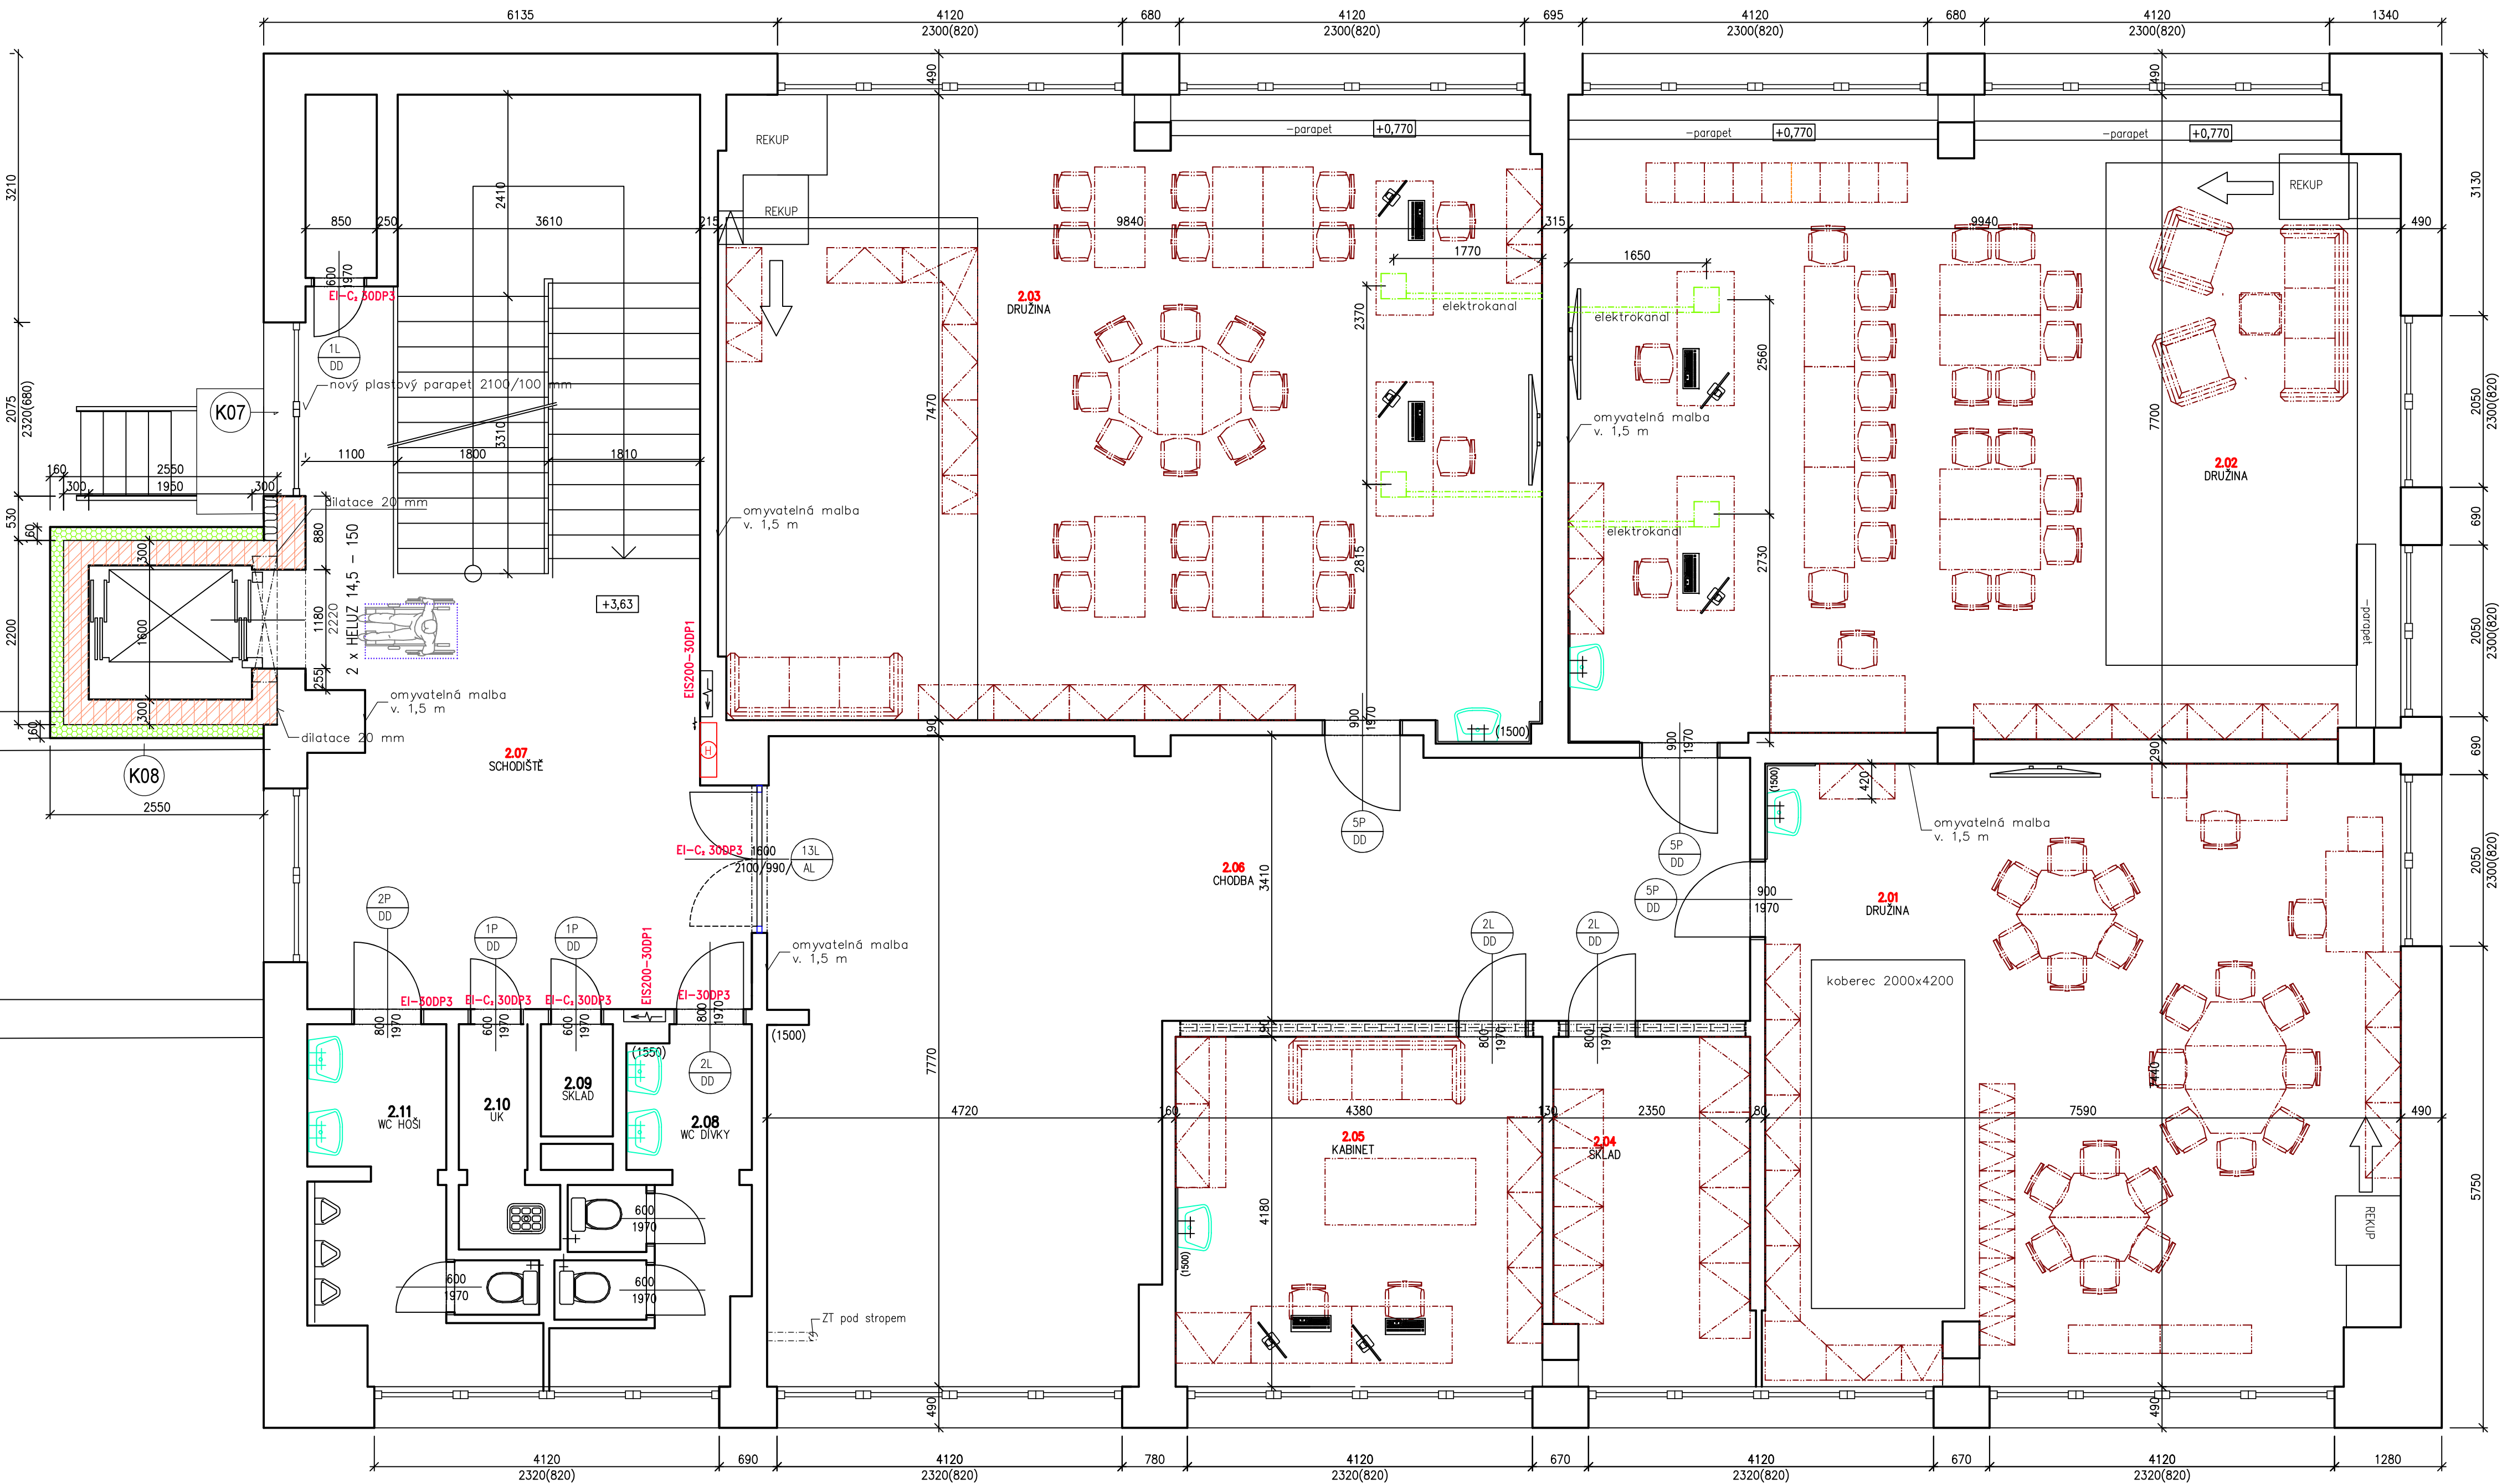 6135
4120
2300(820)
680
4120
2300(820)
695
4120
2300(820)
680
4120
2300(820)
1340
490
490
REKUP
-parapet
+0,770
-parapet
+0,770
-parapet
+0,770
3210
2410
REKUP
REKUP
3130
850
250
3610
215
9840
315
9940
490
600
1970
EI-C₂ 30DP3
1770
1650
2.03
DRUŽINA
elektrokanal
elektrokanal
2370
2560
1L
DD
nový plastový parapet 2100/100 mm
2075
2320(680)
K07
7470
3310
omyvatelná malba
v. 1,5 m
7700
2050
2300(820)
1100
1800
1810
160
2550
300
1950
300
2.02
DRUŽINA
dilatace 20 mm
530
160
880
300
omyvatelná malba
v. 1,5 m
elektrokanal
690
2815
2730
2 x HELUZ 14,5 – 150
1180
2220
1600
2200
+3,63
-parapet
2050
2300(820)
EIS200-30DP1
255
omyvatelná malba
v. 1,5 m
300
160
dilatace 20 mm
190
900
1970
(1500)
900
1970
290
690
H
2.07
SCHODIŠTĚ
K08
2550
(1500)
420
omyvatelná malba
v. 1,5 m
5P
DD
5P
DD
EI-C₂ 30DP3
1600
2100/990
13L
AL
2.06
CHODBA
3410
5P
DD
900
1970
2.01
DRUŽINA
2050
2300(820)
2P
DD
1P
DD
1P
DD
omyvatelná malba
v. 1,5 m
2L
DD
2L
DD
EIS200-30DP1
koberec 2000x4200
EI-30DP3
EI-C₂ 30DP3
EI-C₂ 30DP3
EI-30DP3
800
1970
600
1970
600
1970
800
1970
(1500)
90
800
1970
800
1970
(1550)
2L
DD
7770
7440
2.09
SKLAD
2.10
UK
2.11
WC HOŠI
2.08
WC DÍVKY
4720
160
4380
130
2350
80
7590
490
2.05
KABINET
2.04
SKLAD
5750
600
1970
4180
(1500)
REKUP
600
1970
600
1970
ZT pod stropem
490
490
4120
2320(820)
690
4120
2320(820)
780
4120
2320(820)
670
4120
2320(820)
670
4120
2320(820)
1280